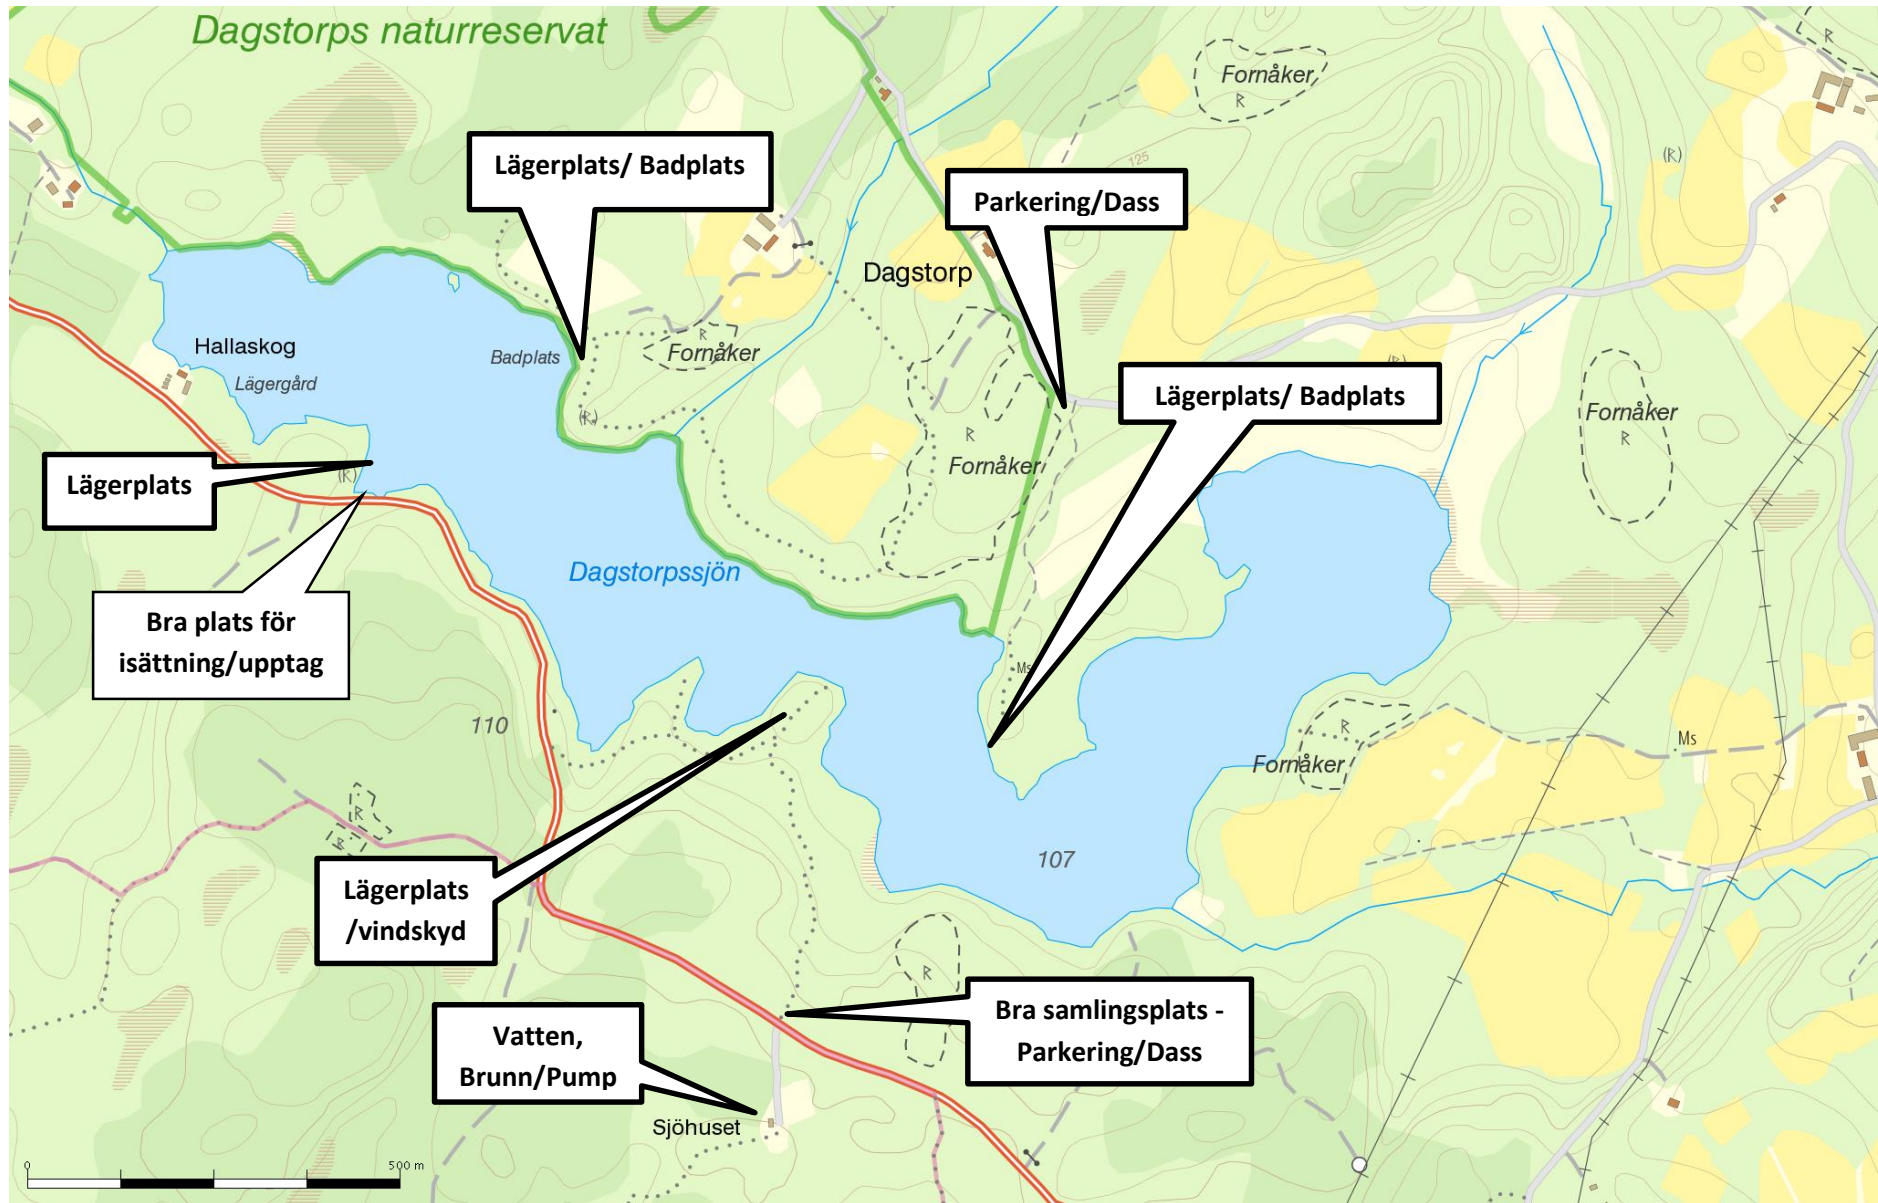 Dagstorps naturreservat
Fornåker
R
R
125
(R)
Lägerplats/ Badplats
Parkering/Dass
Dagstorp
Hallaskog
Lägergård
Badplats
R
Fornåker
(R)
(R)
Lägerplats/ Badplats
Fornåker
R
R
Fornåker
Lägerplats
(R)
Dagstorpssjön
Bra plats för
isättning/upptag
Ms
110
R
Fornåker
Ms
R
R
107
Lägerplats
/vindskyd
R
Bra samlingsplats -
Parkering/Dass
Vatten,
Brunn/Pump
Sjöhuset
0
500 m